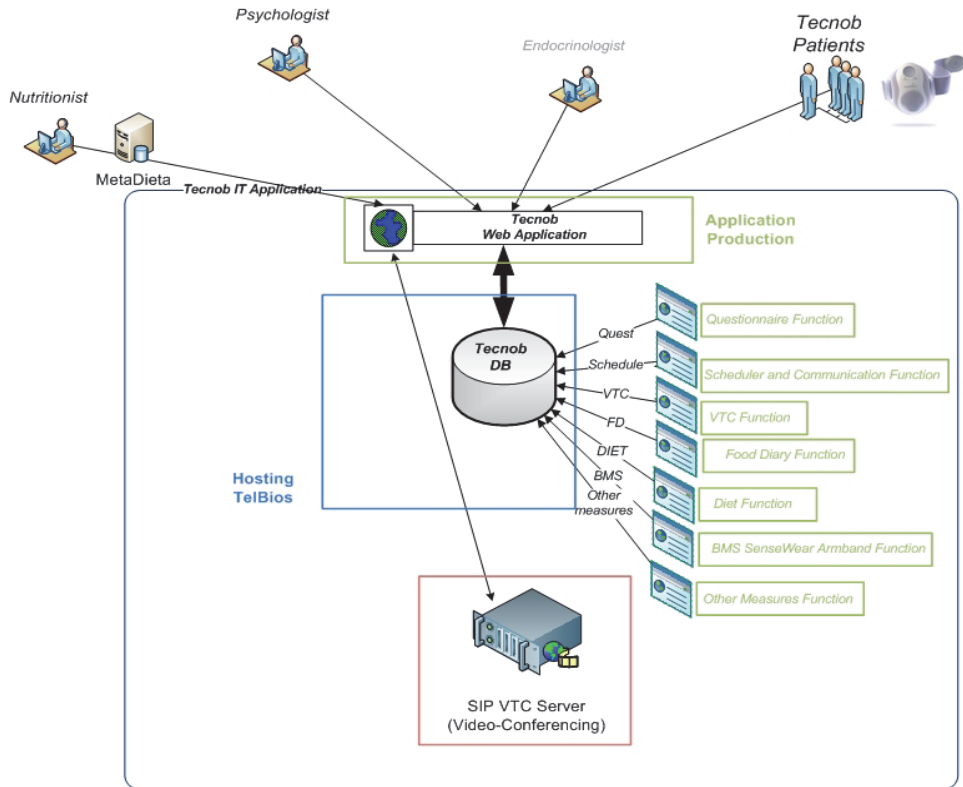 Psychologist
Endocrinologist
Tecnob
Patients
Nutritionist
MetaDieta
Tecnob IT Application
Tecnob
Web Application
Application
Production
Tecnob
DB
Hosting
TelBios
Quest
Schedule
VTC
FD
DIET
BMS
Other
measures
Questionnaire Function
Scheduler and Communication Function
VTC Function
Food Diary Function
Diet Function
BMS SenseWear Armband Function
Other Measures Function
SIP VTC Server
(Video-Conferencing)